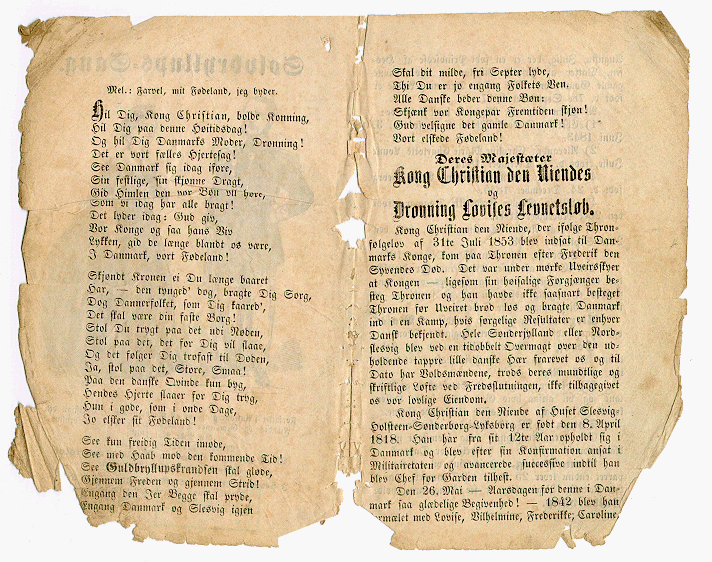 Mel.: Farvel, mit Fødeland, jeg byder.
Hil Dig, Kong Christian, bolde Konning,
Hil Dig paa denne Høitidsdag!
Og hil Dig Danmarks Moder, Dronning!
Det er vort fælles Hjertesag!
See Danmark sig idag iføre,
Sin festlige, sin skjønne Dragt,
Gid Himlen den vor Bøn vil høre,
Som vi idag har alle bragt!
Det lyder idag: Gud giv,
Vor Konge og saa hans Viv
Lykken, gid de længe blandt os være,
I Danmark, vort Fødeland!
Skjøndt Kronen ei Du længe baaret
Har, — den tynged' dog, bragte Dig Sorg,
Dog Dannerfolket, som Dig kaared',
Det skal være din faste Borg!
Stol Du trygt paa det udi Nøden,
Stol paa det, det for Dig vil slaae,
Og det følger Dig trofast til Døden,
Ja, stol paa det, Store, Smaa!
Paa den danske Qvinde kun byg,
Hendes Hjerte slaaer for Dig tryg,
Hun i gode, som i onde Dage,
Jo elsker sit Fødeland!
See kun freidig Tiden imøde,
See med Haab mod den kommende Tid!
See Guldbryllupskrandsen skal gløde,
Gjennem Freden og gjennem Strid!
Engang den Jer Begge skal pryde,
Engang Danmark og Slesvig igjen
Skal dit milde, fri Septer lyde,
Thi Du er jo engang Folkets Ven.
Alle Danske beder denne Bøn:
Skjænk vor Kongepar Fremtiden skjøn!
Gud velsigne det gamle Danmark!
Vort elskede Fødeland!
Deres Majestæter
Kong Christian den Niendes
og
Dronning Lovises Levnetsløb.
Kong Christian den Niende, der ifølge Thron-
følgelov af 31te Juli 1853 blev indsat til Dan-
marks Konge, kom paa Thronen efter Frederik den
Syvendes Død. Det var under mørke Uveirsskyer
at Kongen — ligesom sin høisalige Forgjænger be-
steg Thronen og han havde ikke saasnart besteget
Thronen før Uveiret brød løs og bragte Danmark
ind i en Kamp, hvis sørgelige Resultater er enhver
Dansk bekjendt. Hele Sønderjylland eller Nord-
slesvig blev ved en tidobbelt Overmagt over den ud-
holdende tappre lille danske Hær frarevet os og til
Dato har Voldsmændene, trods deres mundtlige og
skriftlige Løfte ved Fredslutningen, ikke tilbagegivet
os vor lovlige Eiendom.
Kong Christian den Niende af Huset Slesvig-
Holsteen-Sønderborg-Lyksborg er født den 8. April
1818. Han har fra sit 12te Aar opholdt sig i
Danmark og blev efter sin Konfirmation ansat i
Militairetaten og avancerede successive indtil han
blev Chef for Garden tilhest.
Den 26. Mai — Aarsdagen for denne i Dan-
mark saa glædelige Begivenhed! — 1842 blev han
formælet med Lovise, Vilhelmine, Frederikke, Caroline,